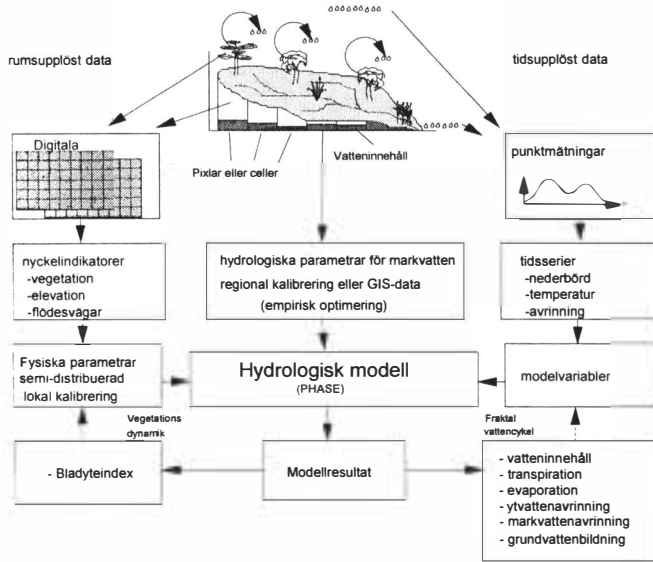 rumsupplöst data
tidsupplöst data
Digitala
Pixlar eller celler
Vatteninnehåll
punktmätningar
nyckelindikatorer
-vegetation
-elevation
-flödesvägar
hydrologiska parametrar för markvatten
regional kalibrering eller GIS-data
(empirisk optimering)
tidsserier
-nederbörd
-temperatur
-avrinning
Fysiska parametrar
semi-distribuerad
lokal kalibrering
Hydrologisk modell
(PHASE)
modelvariabler
Vegetations
dynamik
Fraktal
vattencykel
- Bladyteindex
Modellresultat
- vatteninnehåll
- transpiration
- evaporation
- ytvattenavrinning
- markvattenavrinning
- grundvattenbildning